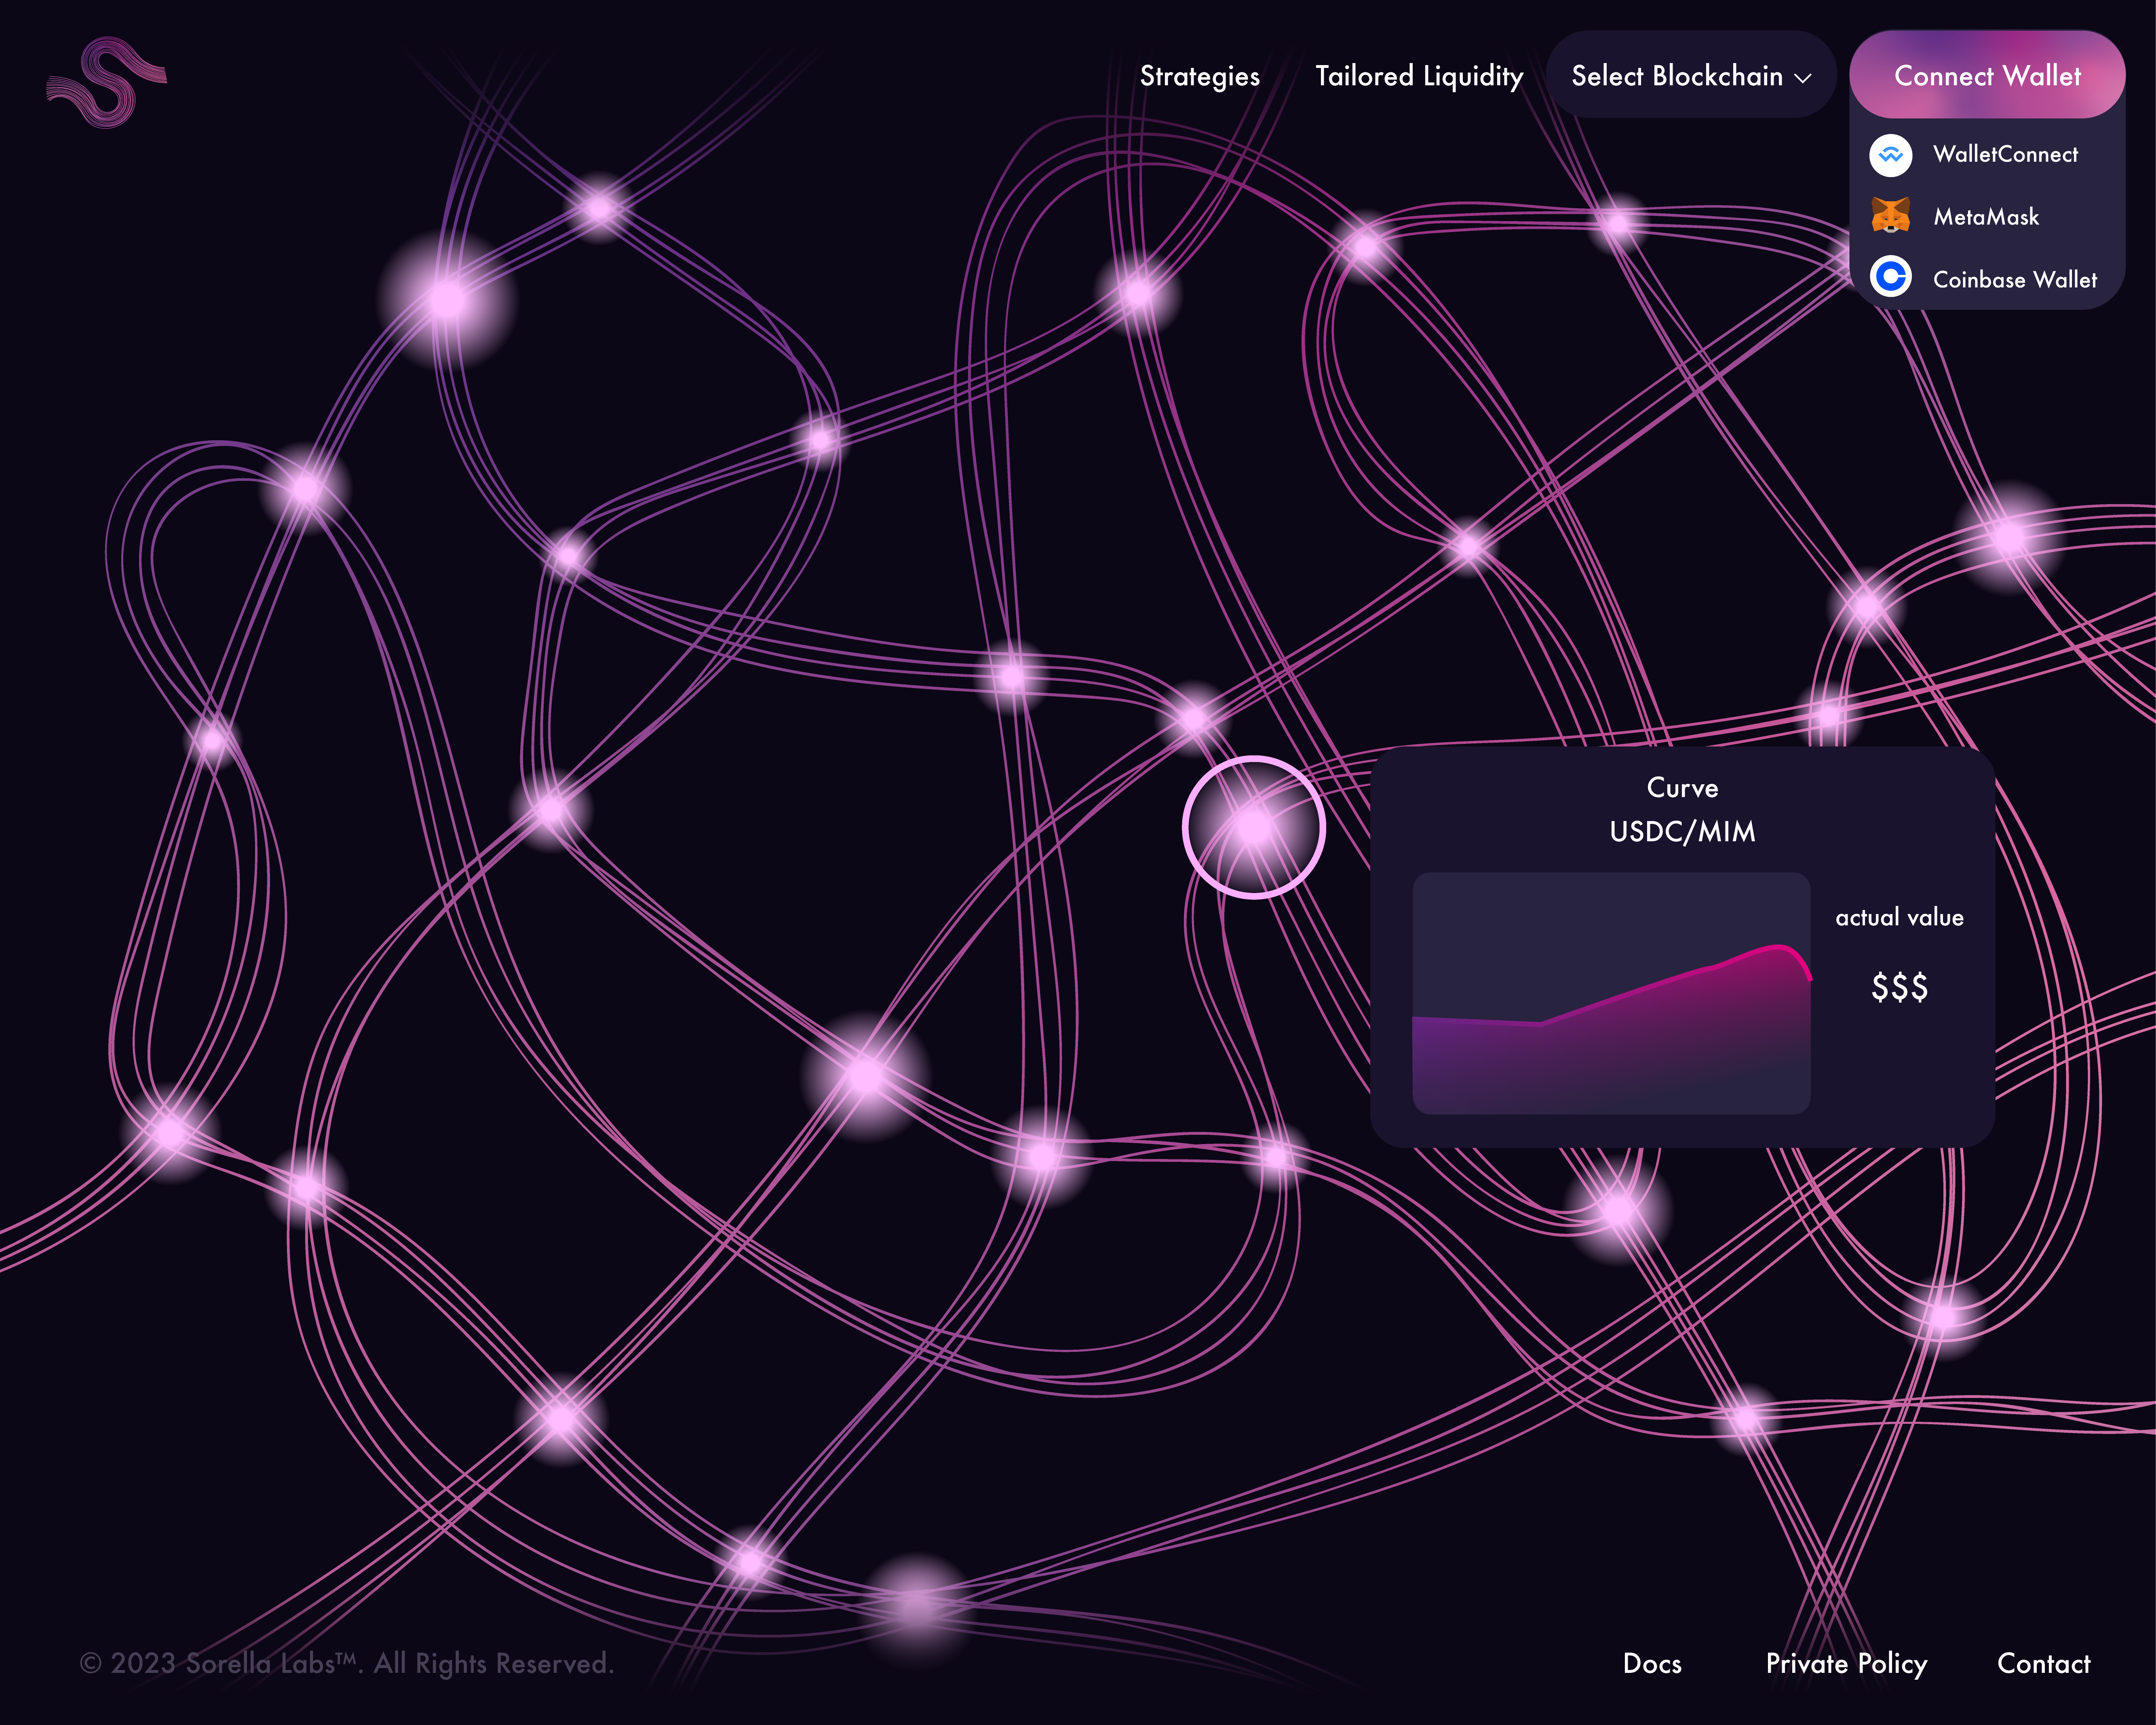 Strategies
Tailored Liquidity
Select Blockchain
Connect Wallet
WalletConnect
MetaMask
Coinbase Wallet
Curve
USDC/MIM
actual value
$$$
© 2023 Sorella Labs™. All Rights Reserved.
Docs
Private Policy
Contact